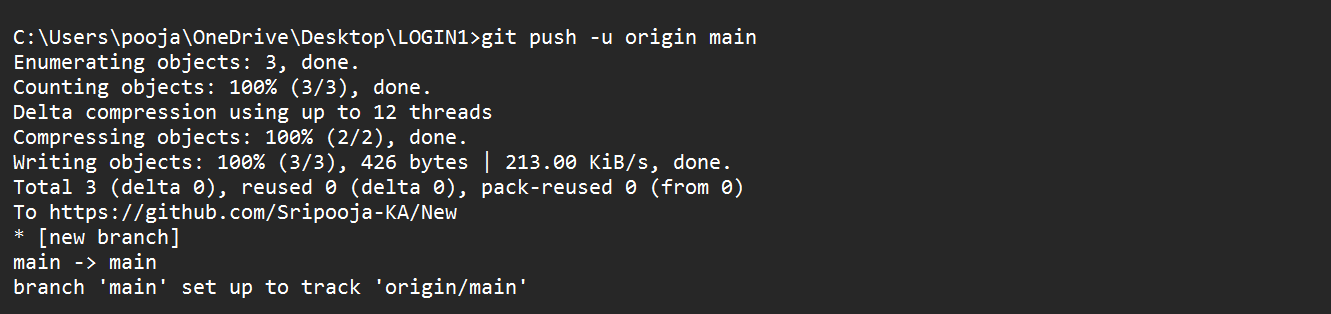 C:\Users\pooja\OneDrive\Desktop\LOGIN1>git push -u origin main
Enumerating objects: 3, done.
Counting objects: 100% (3/3), done.
Delta compression using up to 12 threads
Compressing objects: 100% (2/2), done.
Writing objects: 100% (3/3), 426 bytes | 213.00 KiB/s, done.
Total 3 (delta 0), reused 0 (delta 0), pack-reused 0 (from 0)
To https://github.com/Sripooja-KA/New
* [new branch]
main -> main
branch 'main' set up to track 'origin/main'